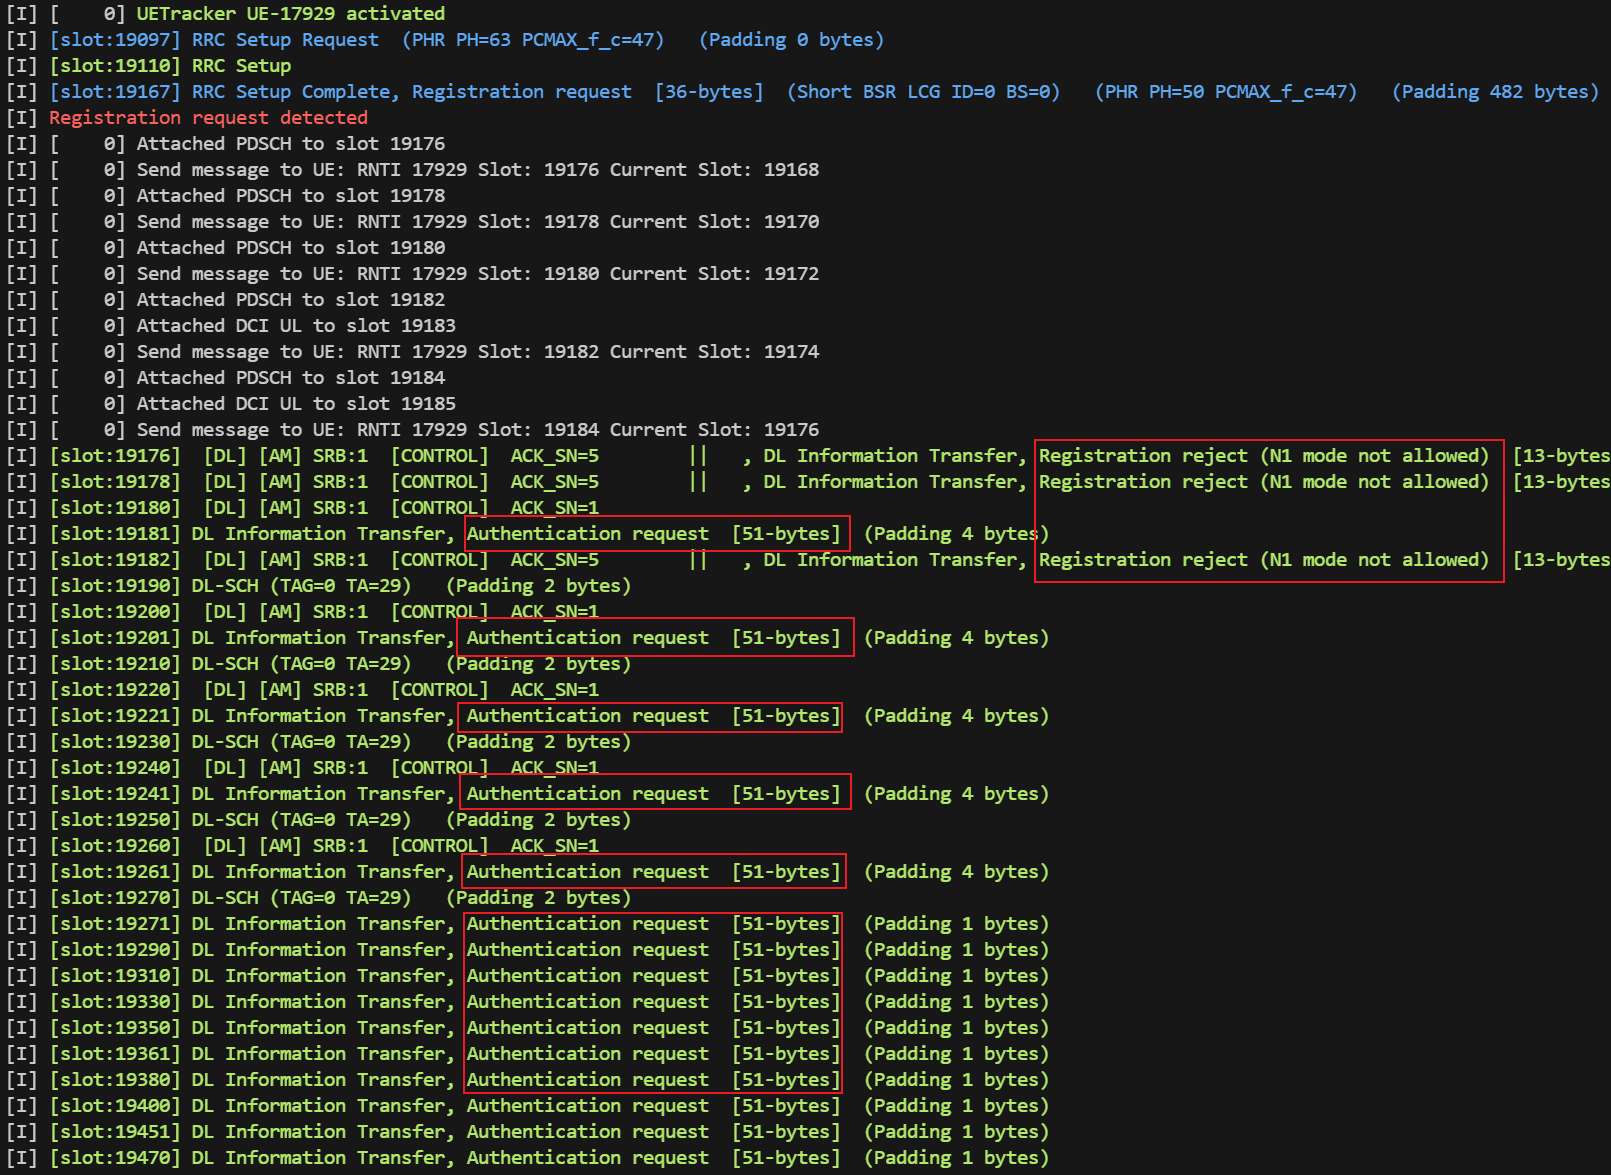 [I] [    0] UETracker UE-17929 activated
[I] [slot:19097] RRC Setup Request  (PHR PH=63 PCMAX_f_c=47)   (Padding 0 bytes)
[I] [slot:19110] RRC Setup
[I] [slot:19167] RRC Setup Complete, Registration request  [36-bytes]  (Short BSR LCG ID=0 BS=0)   (PHR PH=50 PCMAX_f_c=47)   (Padding 482 bytes)
[I] Registration request detected
[I] [    0] Attached PDSCH to slot 19176
[I] [    0] Send message to UE: RNTI 17929 Slot: 19176 Current Slot: 19168
[I] [    0] Attached PDSCH to slot 19178
[I] [    0] Send message to UE: RNTI 17929 Slot: 19178 Current Slot: 19170
[I] [    0] Attached PDSCH to slot 19180
[I] [    0] Send message to UE: RNTI 17929 Slot: 19180 Current Slot: 19172
[I] [    0] Attached PDSCH to slot 19182
[I] [    0] Attached DCI UL to slot 19183
[I] [    0] Send message to UE: RNTI 17929 Slot: 19182 Current Slot: 19174
[I] [    0] Attached PDSCH to slot 19184
[I] [    0] Attached DCI UL to slot 19185
[I] [    0] Send message to UE: RNTI 17929 Slot: 19184 Current Slot: 19176
[I] [slot:19176]  [DL] [AM] SRB:1  [CONTROL]  ACK_SN=5        ||   , DL Information Transfer, Registration reject (N1 mode not allowed)  [13-bytes
[I] [slot:19178]  [DL] [AM] SRB:1  [CONTROL]  ACK_SN=5        ||   , DL Information Transfer, Registration reject (N1 mode not allowed)  [13-bytes
[I] [slot:19180]  [DL] [AM] SRB:1  [CONTROL]  ACK_SN=1
[I] [slot:19181] DL Information Transfer, Authentication request  [51-bytes]  (Padding 4 bytes)
[I] [slot:19182]  [DL] [AM] SRB:1  [CONTROL]  ACK_SN=5        ||   , DL Information Transfer, Registration reject (N1 mode not allowed)  [13-bytes
[I] [slot:19190] DL-SCH (TAG=0 TA=29)   (Padding 2 bytes)
[I] [slot:19200]  [DL] [AM] SRB:1  [CONTROL]  ACK_SN=1
[I] [slot:19201] DL Information Transfer, Authentication request  [51-bytes]  (Padding 4 bytes)
[I] [slot:19210] DL-SCH (TAG=0 TA=29)   (Padding 2 bytes)
[I] [slot:19220]  [DL] [AM] SRB:1  [CONTROL]  ACK_SN=1
[I] [slot:19221] DL Information Transfer, Authentication request  [51-bytes]  (Padding 4 bytes)
[I] [slot:19230] DL-SCH (TAG=0 TA=29)   (Padding 2 bytes)
[I] [slot:19240]  [DL] [AM] SRB:1  [CONTROL]  ACK_SN=1
[I] [slot:19241] DL Information Transfer, Authentication request  [51-bytes]  (Padding 4 bytes)
[I] [slot:19250] DL-SCH (TAG=0 TA=29)   (Padding 2 bytes)
[I] [slot:19260]  [DL] [AM] SRB:1  [CONTROL]  ACK_SN=1
[I] [slot:19261] DL Information Transfer, Authentication request  [51-bytes]  (Padding 4 bytes)
[I] [slot:19270] DL-SCH (TAG=0 TA=29)   (Padding 2 bytes)
[I] [slot:19271] DL Information Transfer, Authentication request  [51-bytes]  (Padding 1 bytes)
[I] [slot:19290] DL Information Transfer, Authentication request  [51-bytes]  (Padding 1 bytes)
[I] [slot:19310] DL Information Transfer, Authentication request  [51-bytes]  (Padding 1 bytes)
[I] [slot:19330] DL Information Transfer, Authentication request  [51-bytes]  (Padding 1 bytes)
[I] [slot:19350] DL Information Transfer, Authentication request  [51-bytes]  (Padding 1 bytes)
[I] [slot:19361] DL Information Transfer, Authentication request  [51-bytes]  (Padding 1 bytes)
[I] [slot:19380] DL Information Transfer, Authentication request  [51-bytes]  (Padding 1 bytes)
[I] [slot:19400] DL Information Transfer, Authentication request  [51-bytes]  (Padding 1 bytes)
[I] [slot:19451] DL Information Transfer, Authentication request  [51-bytes]  (Padding 1 bytes)
[I] [slot:19470] DL Information Transfer, Authentication request  [51-bytes]  (Padding 1 bytes)